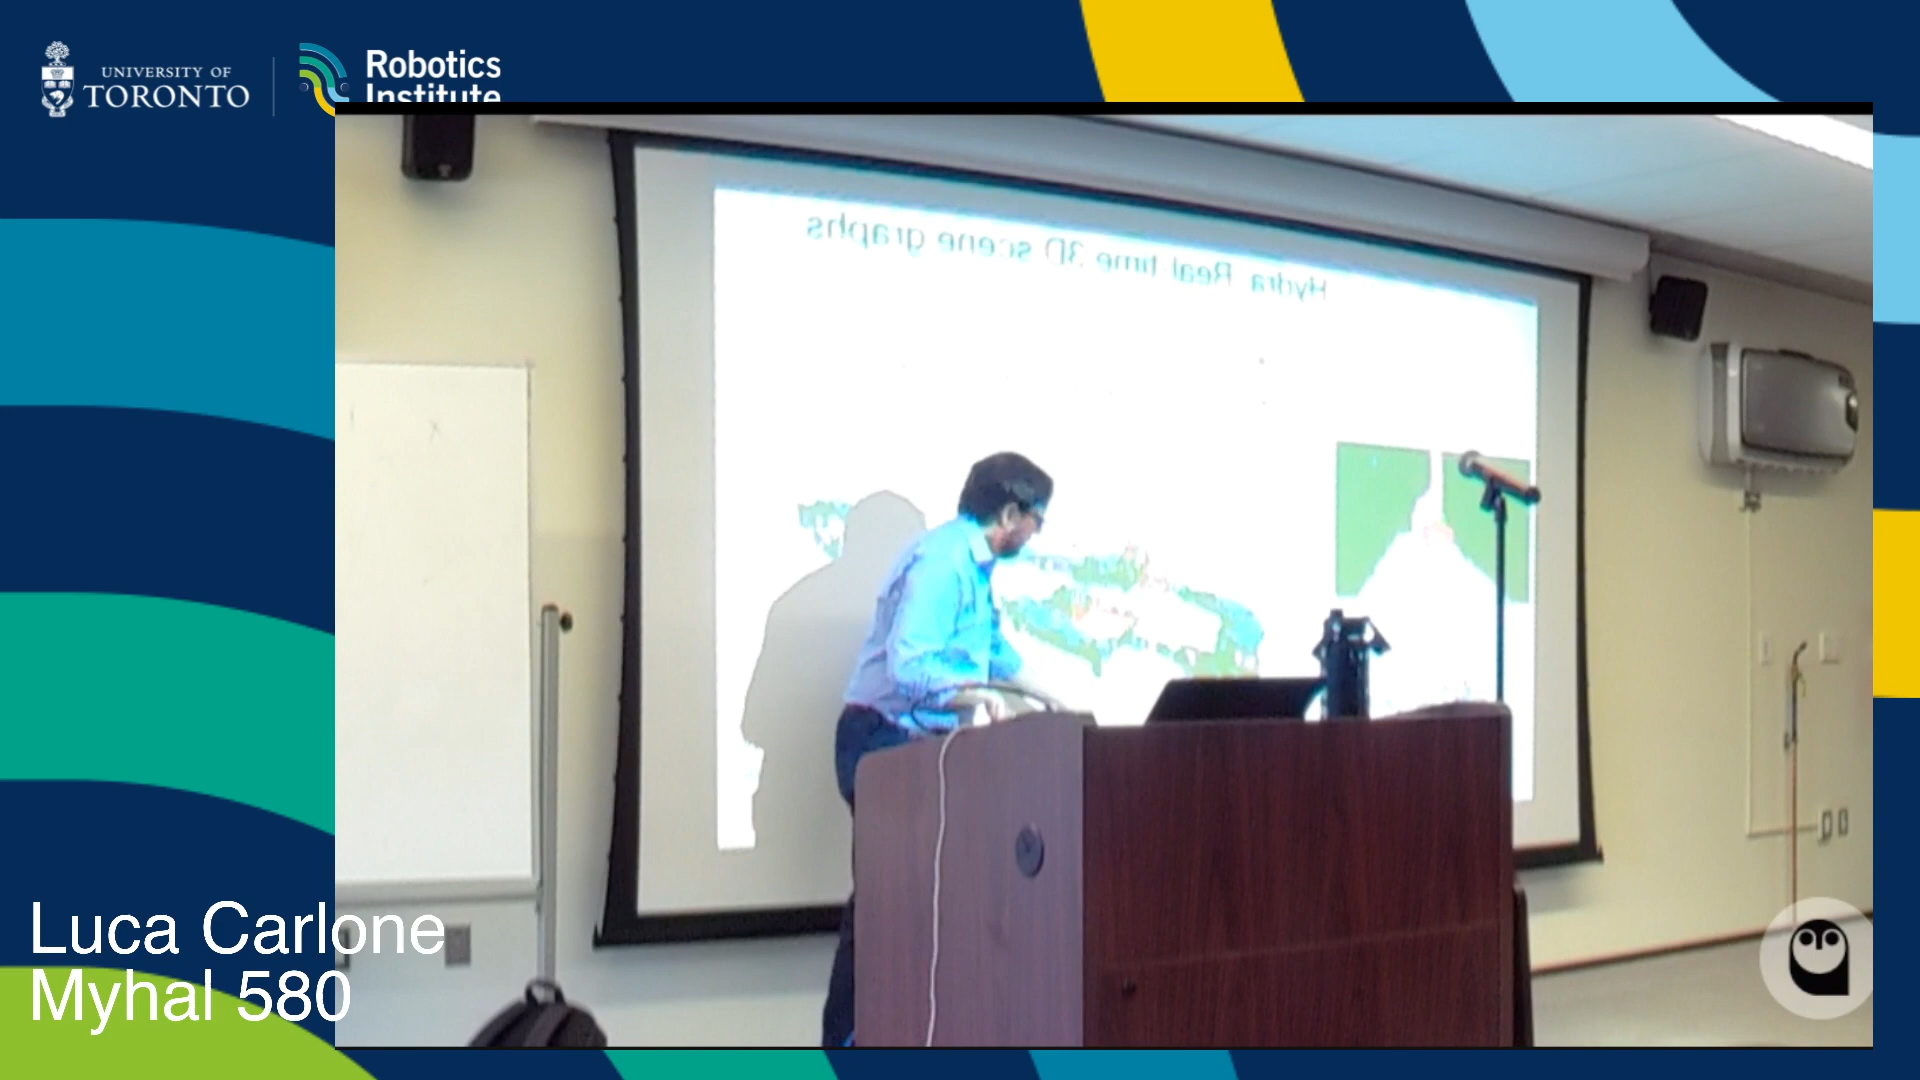 UNIVERSITY OF
TORONTO
Robotics
Institute
Hydra Real time 3D scene graphs
Luca Carlone
Myhal 580